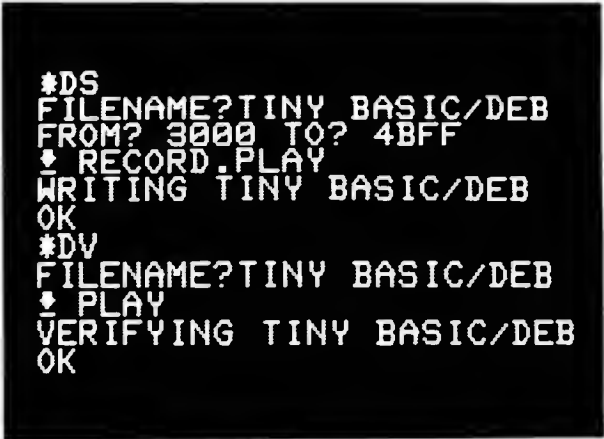 *DS
FILENAME?TINY BASIC/DEB
FROM? 3000 TO? 4BFF
⬇ RECORD.PLAY
WRITING TINY BASIC/DEB
OK
*DV
FILENAME?TINY BASIC/DEB
⬇ PLAY
VERIFYING TINY BASIC/DEB
OK